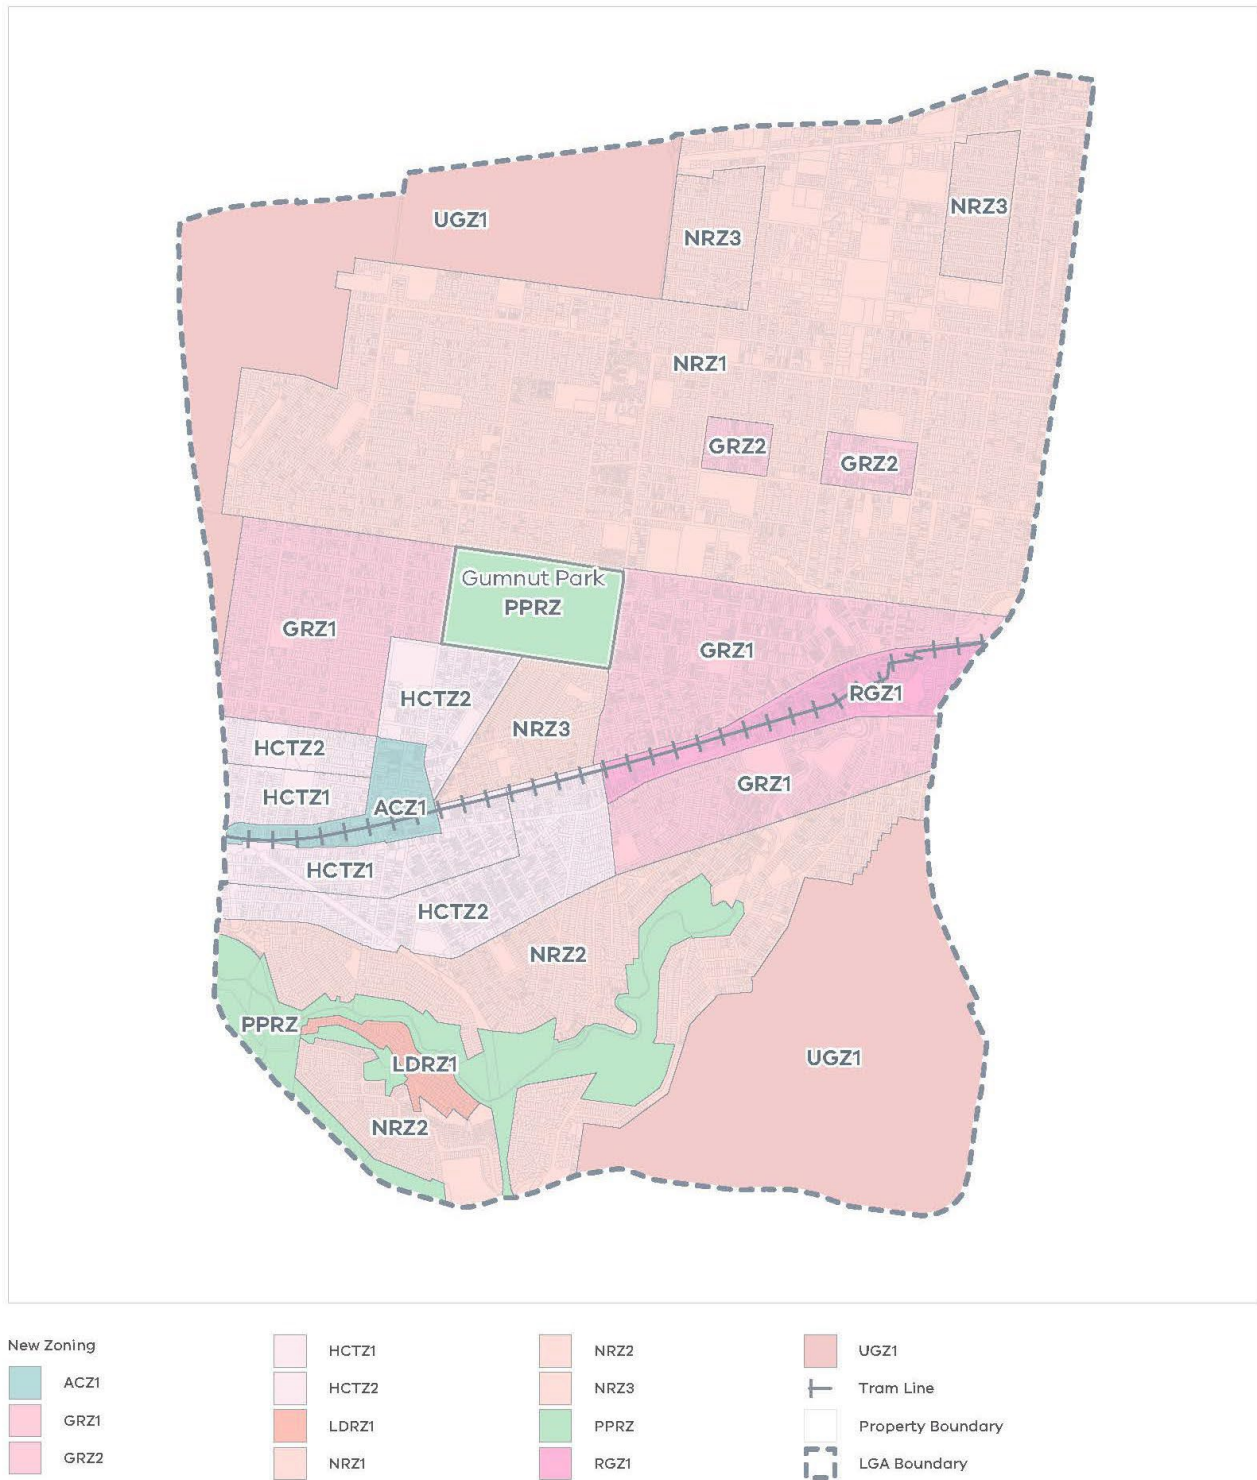 UGZ1
NRZ3
NRZ3
NRZ1
GRZ2
GRZ2
Gumnut Park
PPRZ
GRZ1
GRZ1
RGZ1
HCTZ2
NRZ3
HCTZ2
GRZ1
HCTZ1
ACZ1
HCTZ1
HCTZ2
NRZ2
PPRZ
LDRZ1
UGZ1
NRZ2
New Zoning
ACZ1
GRZ1
GRZ2
HCTZ1
HCTZ2
LDRZ1
NRZ1
NRZ2
NRZ3
PPRZ
RGZ1
UGZ1
Tram Line
Property Boundary
LGA Boundary